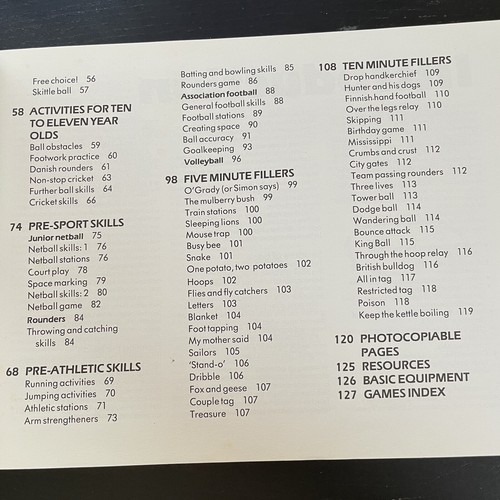 Free choice! 56
Skittle ball 57
58 ACTIVITIES FOR TEN
TO ELEVEN YEAR
OLDS
Ball obstacles 59
Footwork practice 60
Danish rounders 61
Non-stop cricket 63
Further ball skills 64
Cricket skills 66
74 PRE-SPORT SKILLS
Junior netball 75
Netball skills: 1 76
Netball stations 76
Court play 78
Space marking 79
Netball skills: 2 80
Netball game 82
Rounders 84
Throwing and catching
skills 84
68 PRE-ATHLETIC SKILLS
Running activities 69
Jumping activities 70
Athletic stations 71
Arm strengtheners 73
Batting and bowling skills 85
Rounders game 86
Association football 88
General football skills 88
Football stations 89
Creating space 90
Ball accuracy 91
Goalkeeping 93
Volleyball 96
98 FIVE MINUTE FILLERS
O'Grady (or Simon says) 99
The mulberry bush 99
Train stations 100
Sleeping lions 100
Mouse trap 100
Busy bee 101
Snake 101
One potato, two potatoes 102
Hoops 102
Flies and fly catchers 103
Letters 103
Blanket 104
Foot tapping 104
My mother said 104
Sailors 105
'Stand-o' 106
Dribble 106
Fox and geese 107
Couple tag 107
Treasure 107
108 TEN MINUTE FILLERS
Drop handkerchief 109
Hunter and his dogs 109
Finnish hand football 110
Over the legs relay 110
Skipping 111
Birthday game 111
Mississippi 111
Crumbs and crust 112
City gates 112
Team passing rounders 112
Three lives 113
Tower ball 113
Dodge ball 114
Wandering ball 114
Bounce attack 115
King Ball 115
Through the hoop relay 116
British bulldog 116
All in tag 117
Restricted tag 118
Poison 118
Keep the kettle boiling 119
120 PHOTOCOPIABLE
PAGES
125 RESOURCES
126 BASIC EQUIPMENT
127 GAMES INDEX